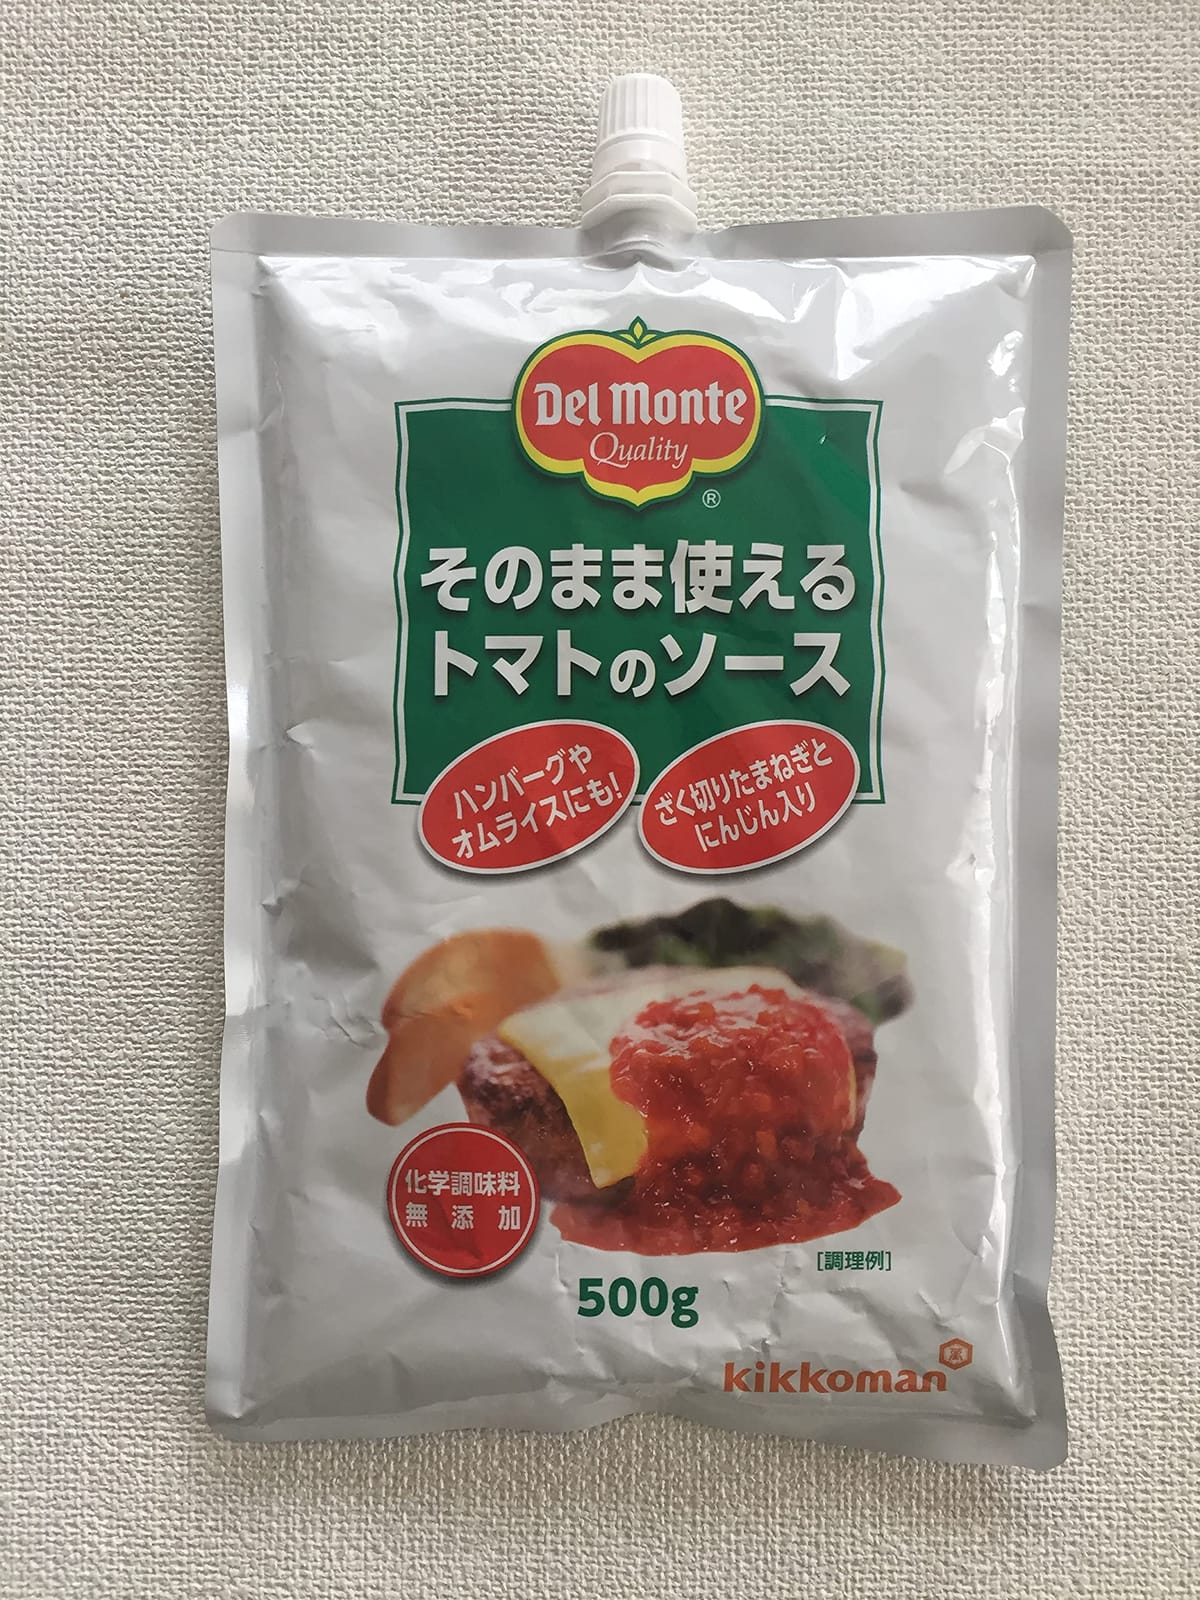 Del Monte
Quality
®
そのまま使える
トマトのソース
ハンバーグや
オムライスにも!
ざく切りたまねぎと
にんじん入り
化学調味料
無添加
[調理例]
500g
萬
kikkoman